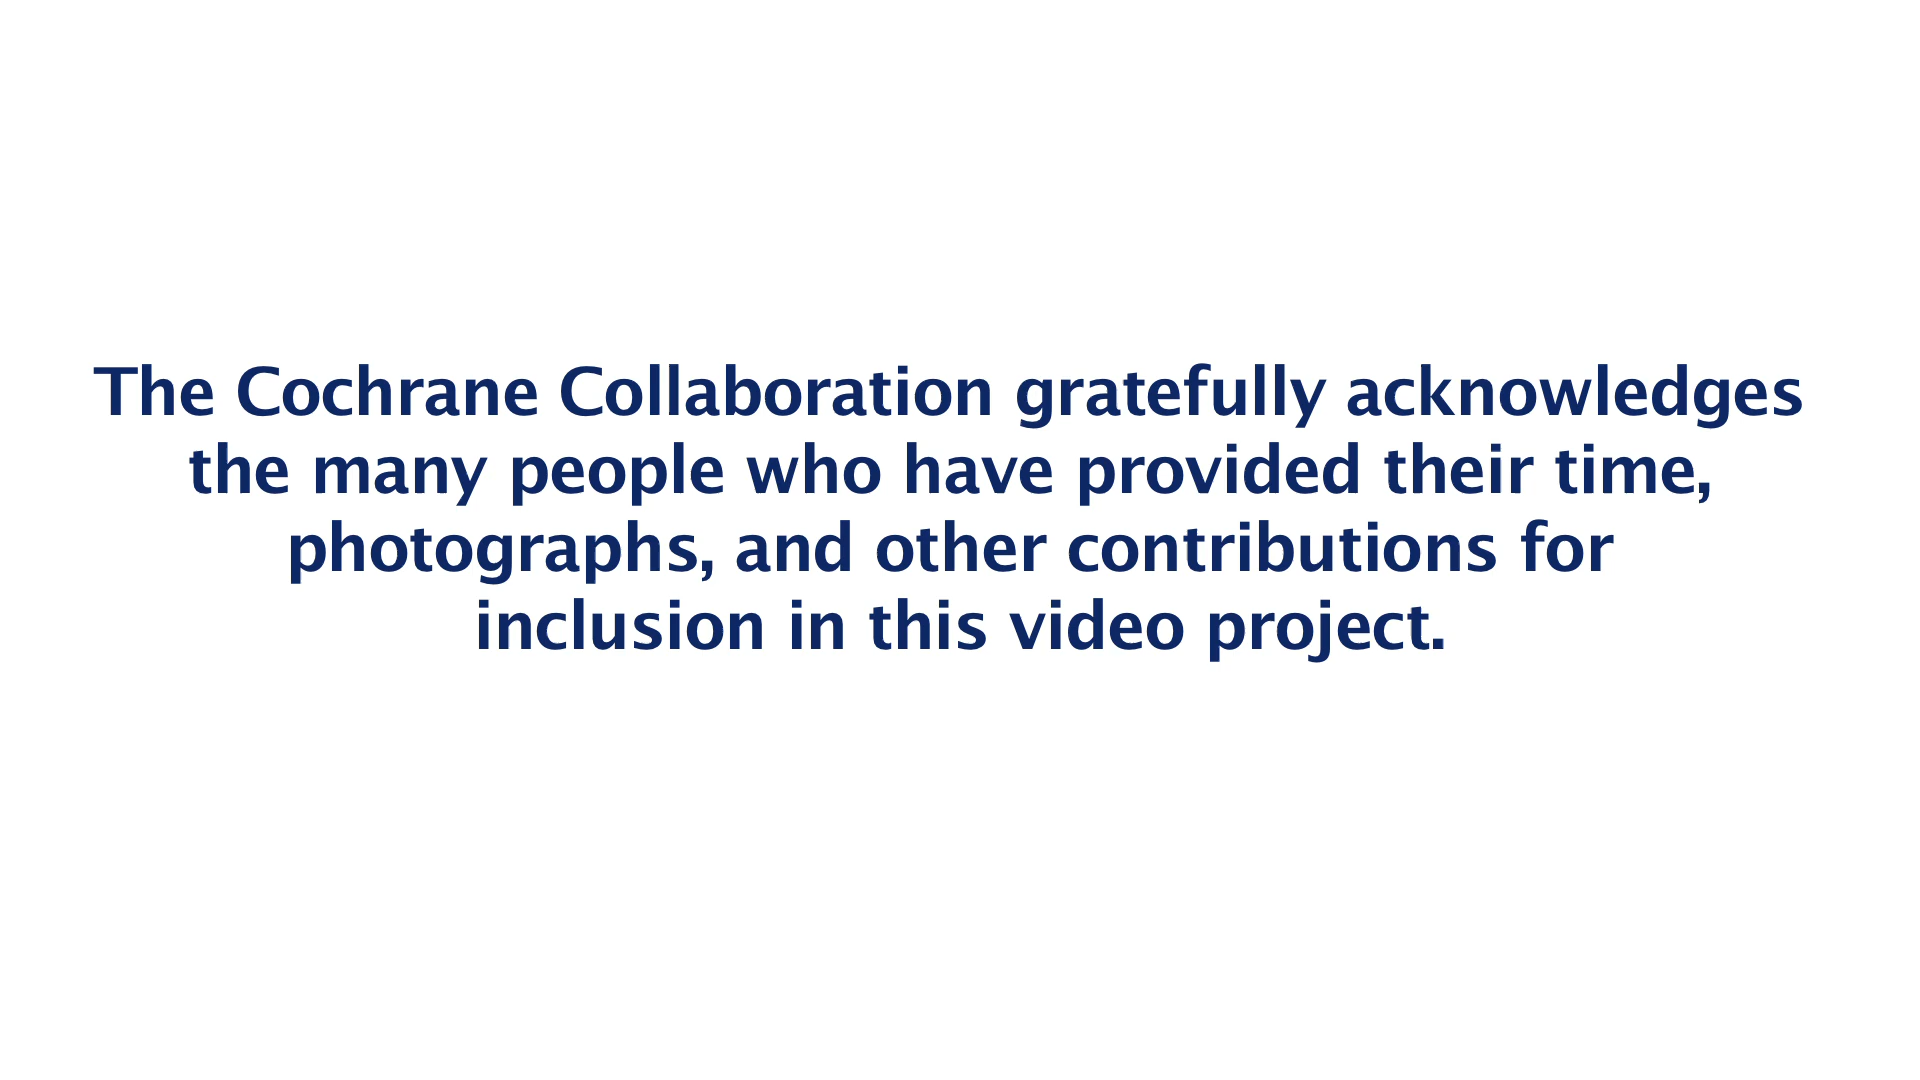 The Cochrane Collaboration gratefully acknowledges
the many people who have provided their time,
photographs, and other contributions for
inclusion in this video project.